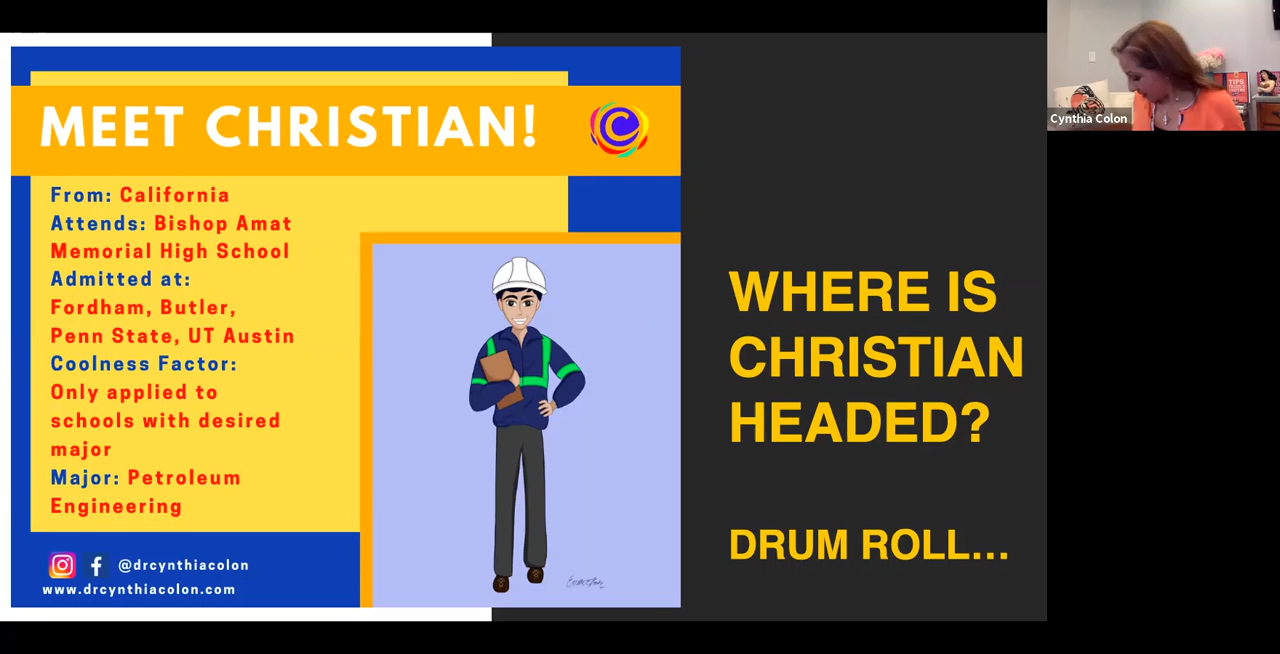 MEET CHRISTIAN!
From: California
Attends: Bishop Amat
Memorial High School
Admitted at:
Fordham, Butler,
Penn State, UT Austin
Coolness Factor:
Only applied to
schools with desired
major
Major: Petroleum
Engineering
@drcynthiacolon
www.drcynthiacolon.com
WHERE IS
CHRISTIAN
HEADED?
DRUM ROLL...
Cynthia Colon
TIPS